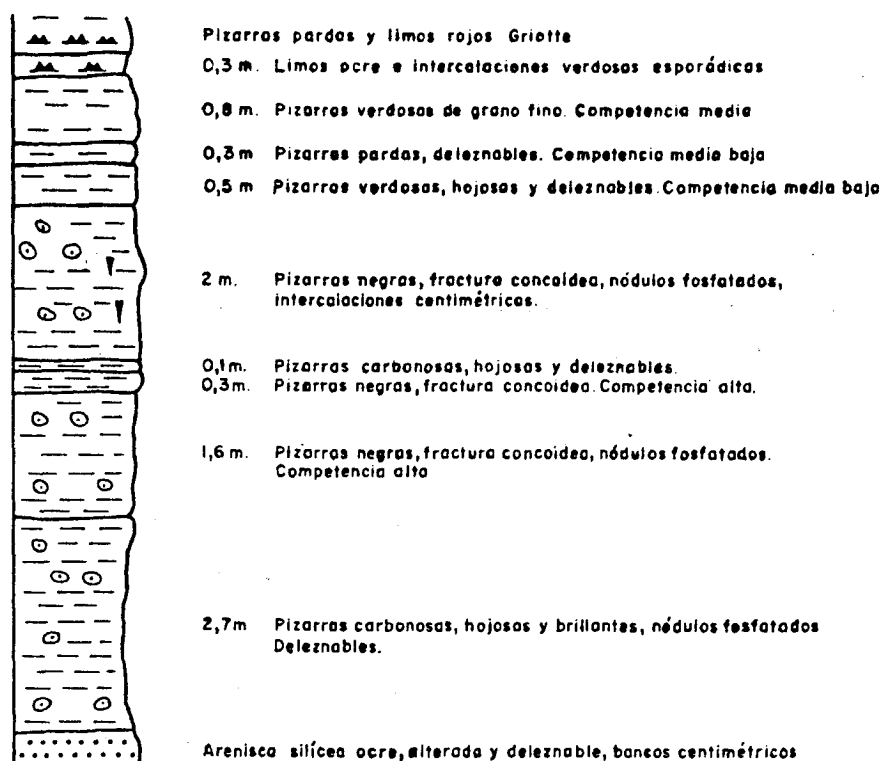 Pizarras pardas y limos rojos Griotte
0,3 m. Limos ocre e intercalaciones verdosas esporádicas
0,8 m. Pizarras verdosas de grano fino. Competencia media
0,3 m Pizarras pardas, deleznables. Competencia media baja
0,5 m Pizarras verdosas, hojosas y deleznables. Competencia media baja
2 m. Pizarras negras, fractura concoidea, nódulos fosfatados,
intercalaciones centimétricas.
0,1 m. Pizarras carbonosas, hojosas y deleznables.
0,3 m. Pizarras negras, fractura concoidea. Competencia alta.
1,6 m. Pizarras negras, fractura concoidea, nódulos fosfatados.
Competencia alta
2,7 m Pizarras carbonosas, hojosas y brillantes, nódulos fosfatados
Deleznables.
Arenisca silícea ocre, alterada y deleznable, bancos centimétricos